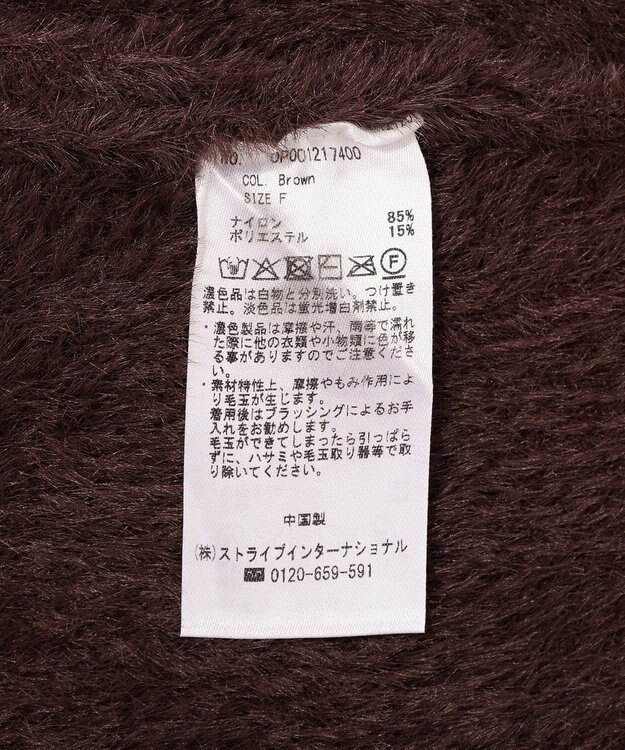 NO. OP001217400
COL. Brown
SIZE F
ナイロン 85%
ポリエステル 15%
濃色品は白物と分別洗い、つけ置き
禁止。淡色品は蛍光増白剤禁止。
・濃色製品は摩擦や汗、雨等で濡れ
た際に他の衣類や小物類に色が移
る事がありますのでご注意くださ
い。
・素材特性上、摩擦やもみ作用によ
り毛玉が生じます。
着用後はブラッシングによるお手
入れをお勧めします。
毛玉ができてしまったら引っぱら
ずに、ハサミや毛玉取り器等で取
り除いてください。
中国製
(株)ストライプインターナショナル
0120-659-591